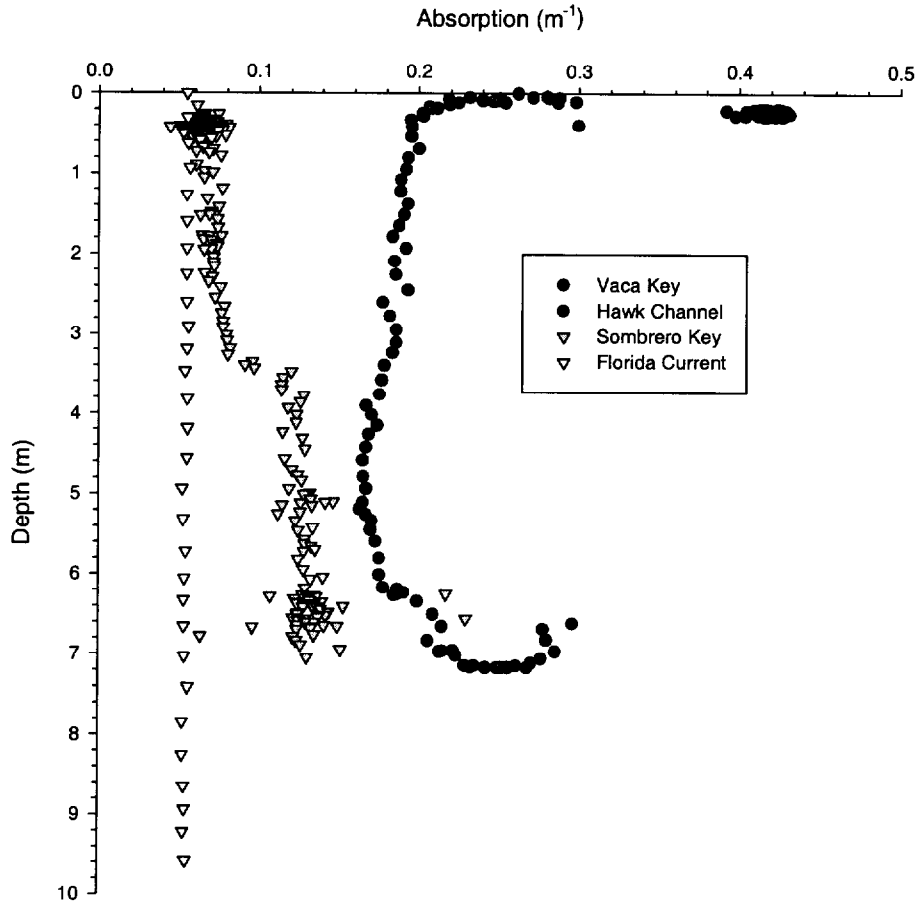 Absorption (m⁻¹)
0.0 0.1 0.2 0.3 0.4 0.5
0
1
2
3
4
5
6
7
8
9
10
Depth (m)
Vaca Key
Hawk Channel
Sombrero Key
Florida Current